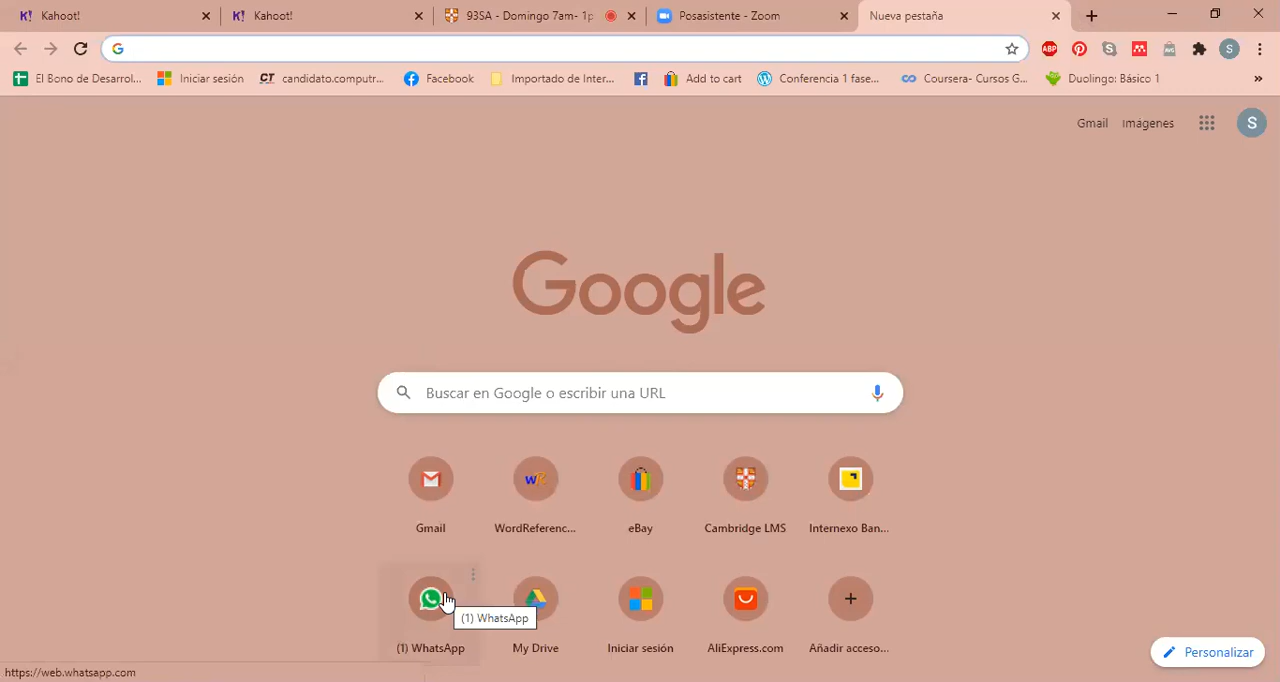 Kahoot!
Kahoot!
93SA - Domingo 7am- 1p
Posasistente - Zoom
Nueva pestaña
ABP
S
El Bono de Desarrol...
Iniciar sesión
CT candidato.computr...
Facebook
Importado de Inter...
Add to cart
Conferencia 1 fase...
Coursera- Cursos G...
Duolingo: Básico 1
»
Gmail
Imágenes
S
Google
Buscar en Google o escribir una URL
Gmail
WordReferenc...
eBay
Cambridge LMS
Internexo Ban...
(1) WhatsApp
(1) WhatsApp
My Drive
Iniciar sesión
AliExpress.com
Añadir acceso...
Personalizar
https://web.whatsapp.com